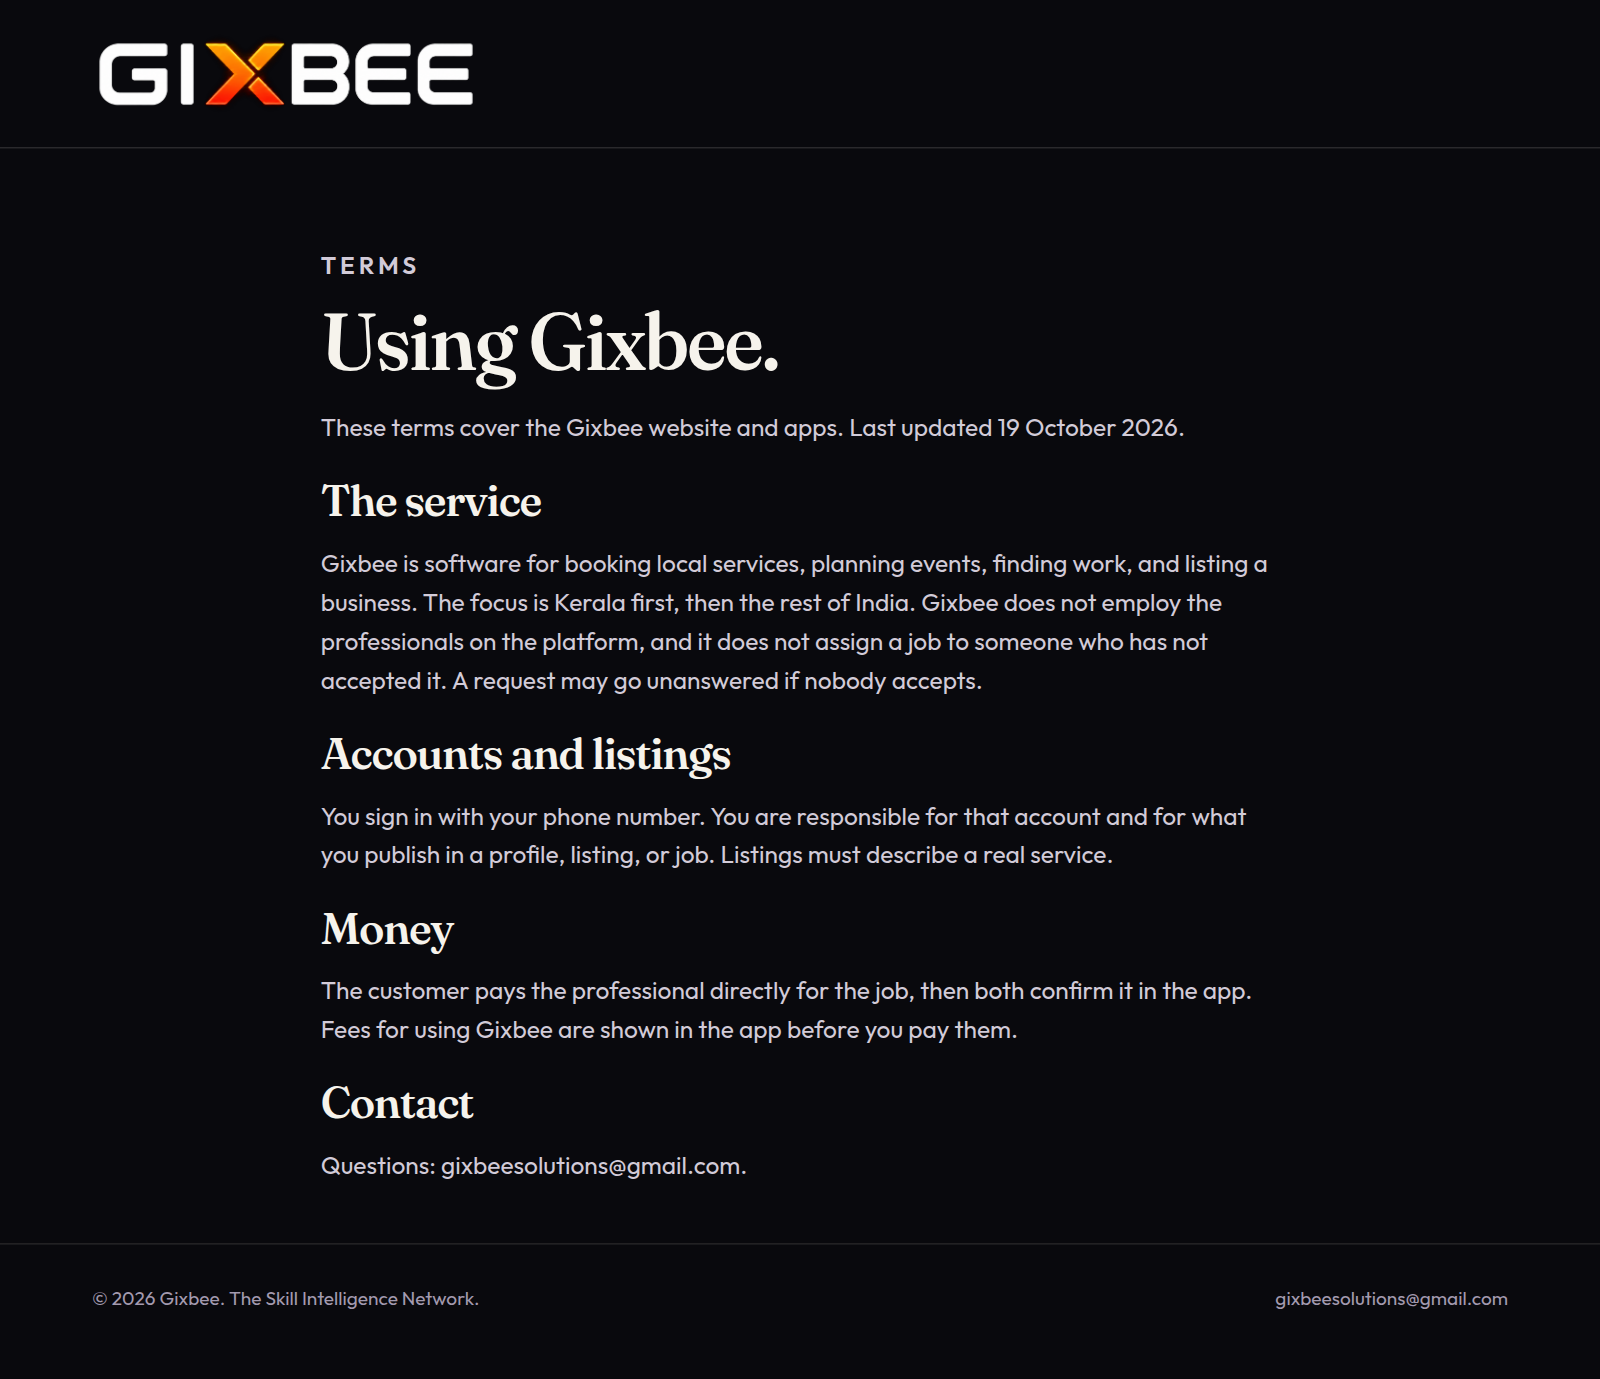 GIXBEE
TERMS
Using Gixbee.
These terms cover the Gixbee website and apps. Last updated 19 October 2026.
The service
Gixbee is software for booking local services, planning events, finding work, and listing a
business. The focus is Kerala first, then the rest of India. Gixbee does not employ the
professionals on the platform, and it does not assign a job to someone who has not
accepted it. A request may go unanswered if nobody accepts.
Accounts and listings
You sign in with your phone number. You are responsible for that account and for what
you publish in a profile, listing, or job. Listings must describe a real service.
Money
The customer pays the professional directly for the job, then both confirm it in the app.
Fees for using Gixbee are shown in the app before you pay them.
Contact
Questions: gixbeesolutions@gmail.com.
© 2026 Gixbee. The Skill Intelligence Network.
gixbeesolutions@gmail.com